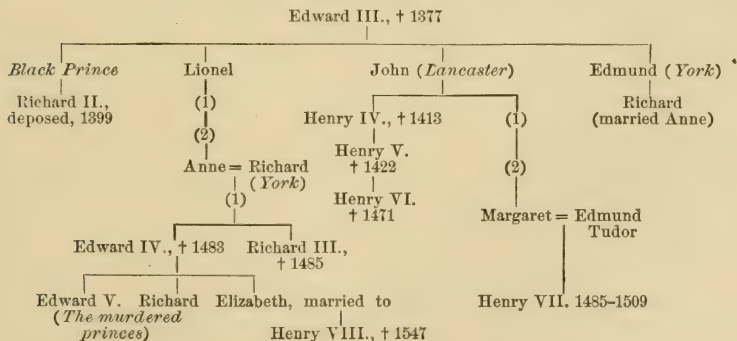 Edward III., † 1377
Black Prince Lionel John (Lancaster) Edmund (York)
Richard II., deposed, 1399
(1)
(2)
Henry IV., † 1413
(1)
Richard (married Anne)
Henry V. † 1422
(2)
Anne = Richard (York)
(1)
Henry VI. † 1471
Margaret = Edmund Tudor
Edward IV., † 1483 Richard III., † 1485
Edward V. Richard Elizabeth, married to
(The murdered princes)
Henry VIII., † 1547
Henry VII. 1485–1509